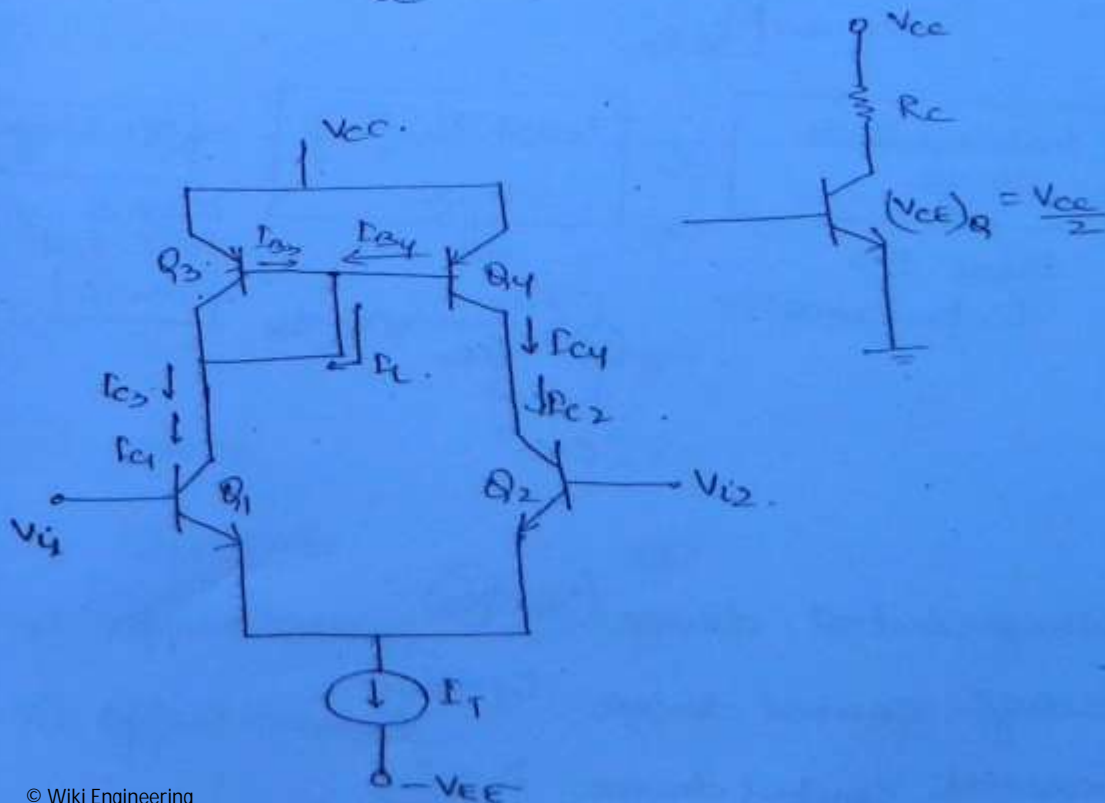 Vcc
Rc
(VCE)Q = Vcc/2
Vcc.
IB3
IB4
Q3
Q4
IL.
IC3
IC4
IC1
IC2
Q1
Q2
Vi1
Vi2.
IT
-VEE
© Wiki Engineering